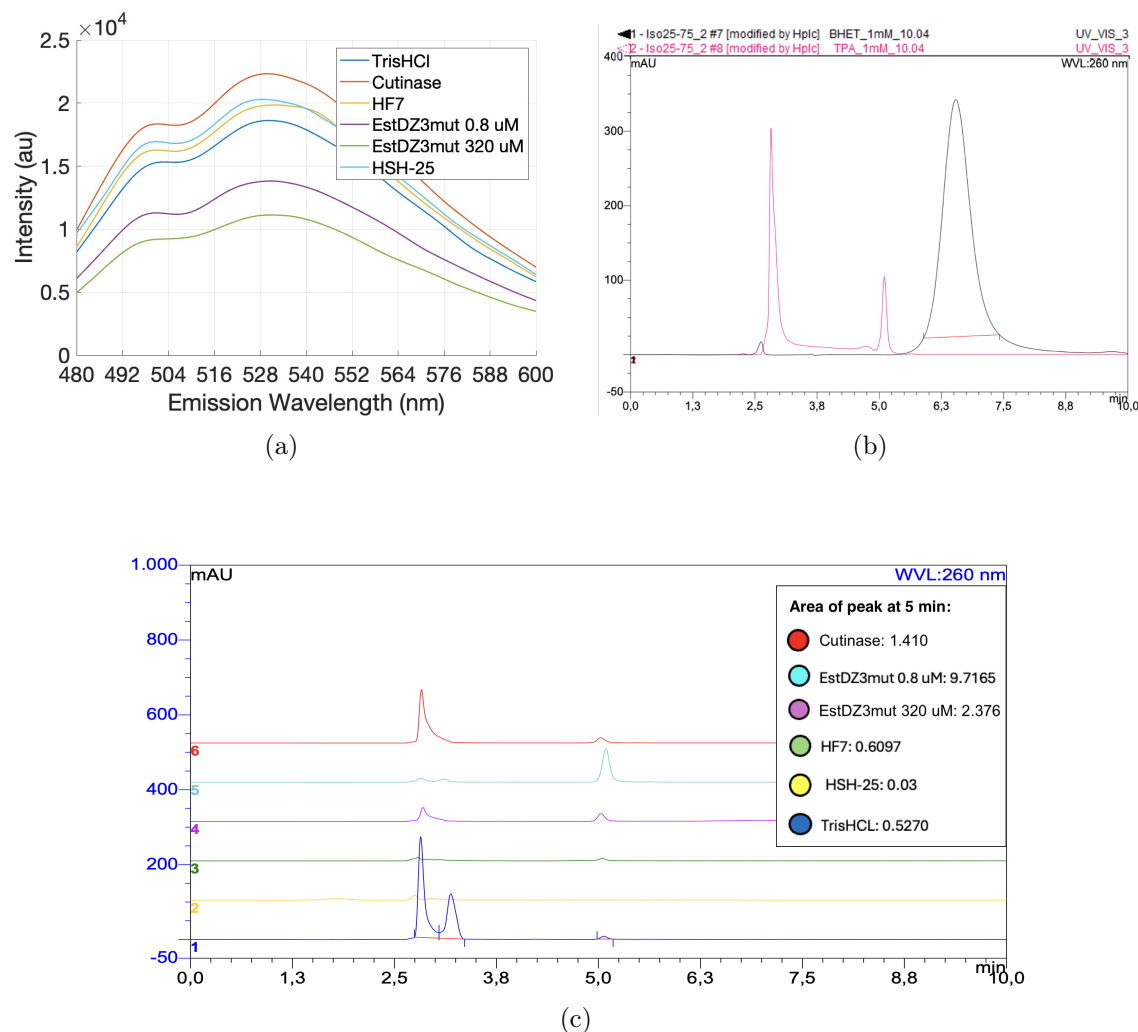 ×10⁴
2.5
2
1.5
1
0.5
0
Intensity (au)
TrisHCl
Cutinase
HF7
EstDZ3mut 0.8 uM
EstDZ3mut 320 uM
HSH-25
480 492 504 516 528 540 552 564 576 588 600
Emission Wavelength (nm)
(a)
1 - Iso25-75_2 #7 [modified by Hplc] BHET_1mM_10.04 UV_VIS_3
2 - Iso25-75_2 #8 [modified by Hplc] TPA_1mM_10.04 UV_VIS_3
400
mAU WVL:260 nm
300
200
100
-50
min
0,0 1,3 2,5 3,8 5,0 6,3 7,5 8,8 10,0
(b)
1.000
mAU WVL:260 nm
800
600
400
200
-50
6
5
4
3
2
1
Area of peak at 5 min:
Cutinase: 1.410
EstDZ3mut 0.8 uM: 9.7165
EstDZ3mut 320 uM: 2.376
HF7: 0.6097
HSH-25: 0.03
TrisHCL: 0.5270
min
0,0 1,3 2,5 3,8 5,0 6,3 7,5 8,8 10,0
(c)